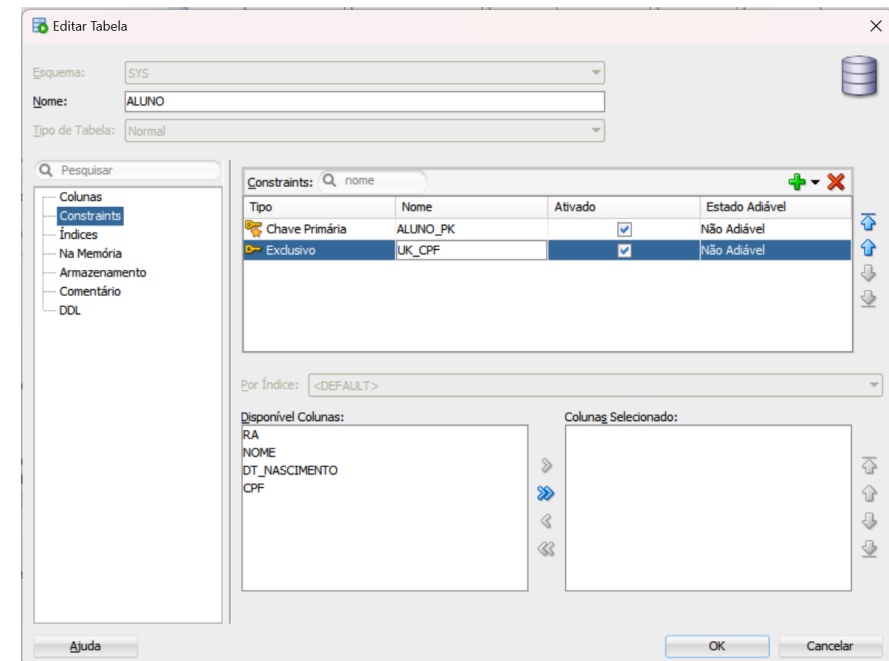 Editar Tabela
Esquema: SYS
Nome: ALUNO
Tipo de Tabela: Normal
Pesquisar
Colunas
Constraints
Índices
Na Memória
Armazenamento
Comentário
DDL
Constraints: nome
Tipo Nome Ativado Estado Adiável
Chave Primária ALUNO_PK Não Adiável
Exclusivo UK_CPF Não Adiável
Por Índice: <DEFAULT>
Disponível Colunas:
RA
NOME
DT_NASCIMENTO
CPF
Colunas Selecionado:
Ajuda
OK
Cancelar